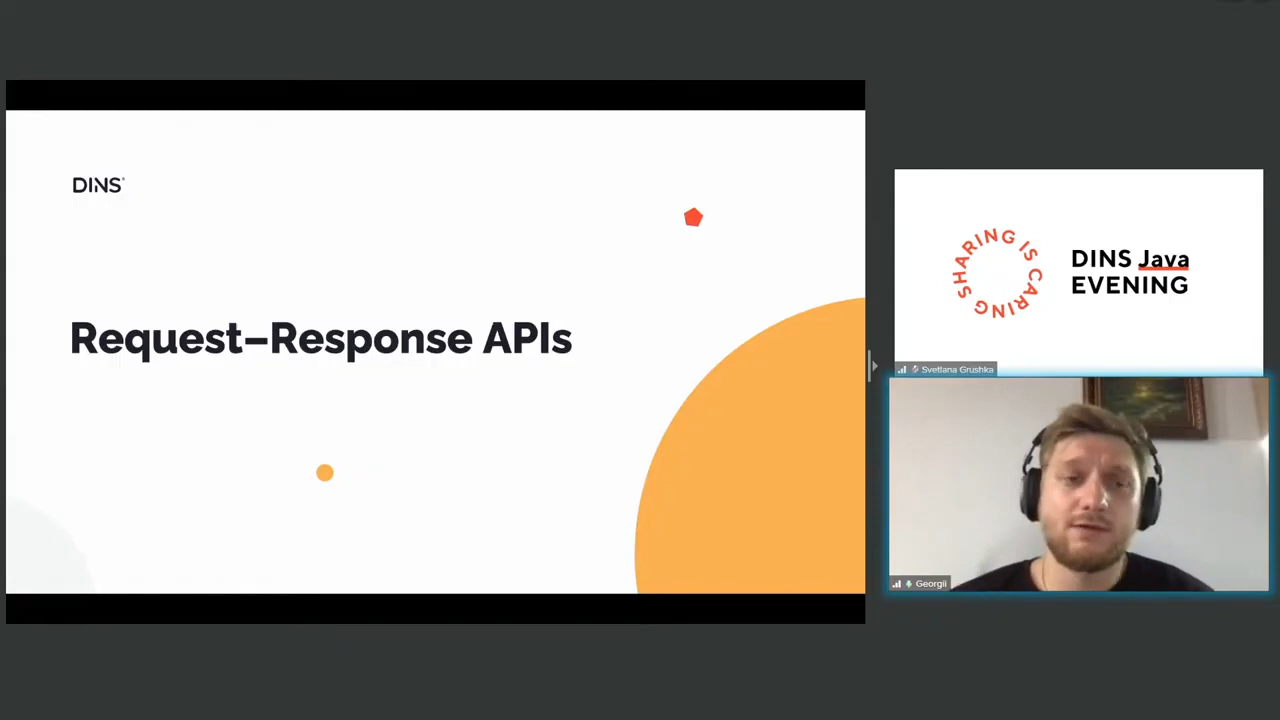 DINS
Request–Response APIs
SHARING IS CARING
DINS Java
EVENING
Svetlana Grushka
Georgii